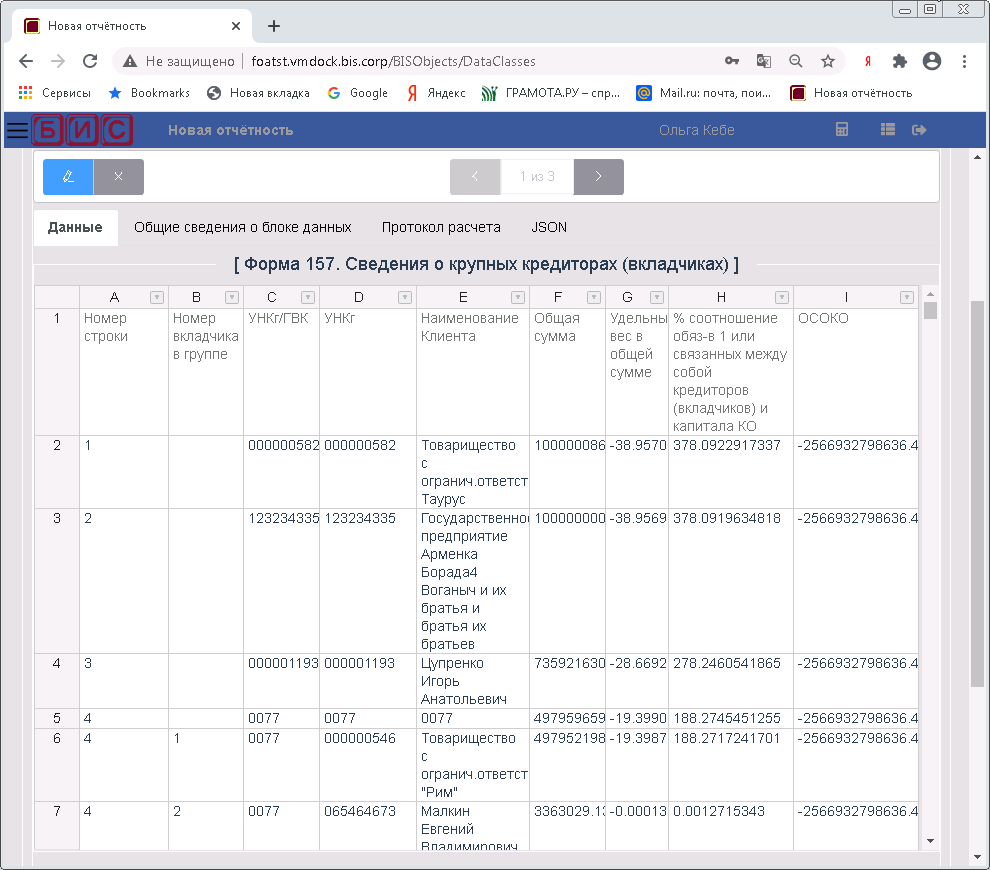 Новая отчётность
Не защищено | foatst.vmdock.bis.corp/BISObjects/DataClasses
Сервисы Bookmarks Новая вкладка Google Яндекс ГРАМОТА.РУ – спр... Mail.ru: почта, пои... Новая отчётность
БИС Новая отчётность Ольга Кебе
1 из 3
Данные Общие сведения о блоке данных Протокол расчета JSON
[ Форма 157. Сведения о крупных кредиторах (вкладчиках) ]
A B C D E F G H I
1 Номер УНКг/ГВК УНКг Наименование Общая Удельны % соотношение ОСОКО
строки вкладчика Клиента сумма вес в обяз-в 1 или
в группе общей связанных между
сумме собой
кредиторов
(вкладчиков) и
капитала КО
2 1 000000582 000000582 Товарищество 100000086 -38.9570 378.0922917337 -2566932798636.4
с
огранич.ответст
Таурус
3 2 123234335 123234335 Государственно 100000000 -38.9569 378.0919634818 -2566932798636.4
предприятие
Арменка
Борада4
Воганыч и их
братья и
братья их
братьев
4 3 000001193 000001193 Цупренко 735921630 -28.6692 278.2460541865 -2566932798636.4
Игорь
Анатольевич
5 4 0077 0077 0077 497959659 -19.3990 188.2745451255 -2566932798636.4
6 4 1 0077 000000546 Товарищество 497952198 -19.3987 188.2717241701 -2566932798636.4
с
огранич.ответст
"Рим"
7 4 2 0077 065464673 Малкин 3363029.13 -0.00013 0.0012715343 -2566932798636.4
Евгений
Владимирович